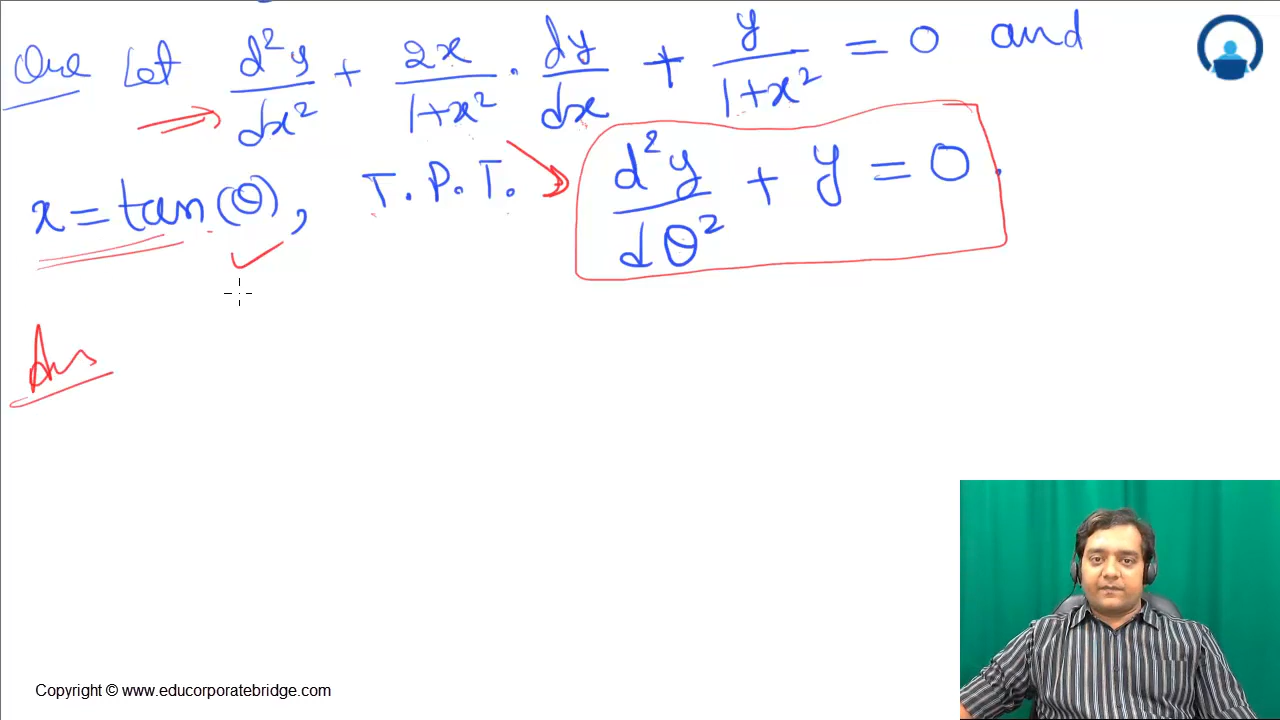 Que Let d²y/dx² + 2x/1+x² · dy/dx + y/1+x² = 0 and
x = tan(θ), T.P.T. d²y/dθ² + y = 0.
Ans
Copyright © www.educorporatebridge.com